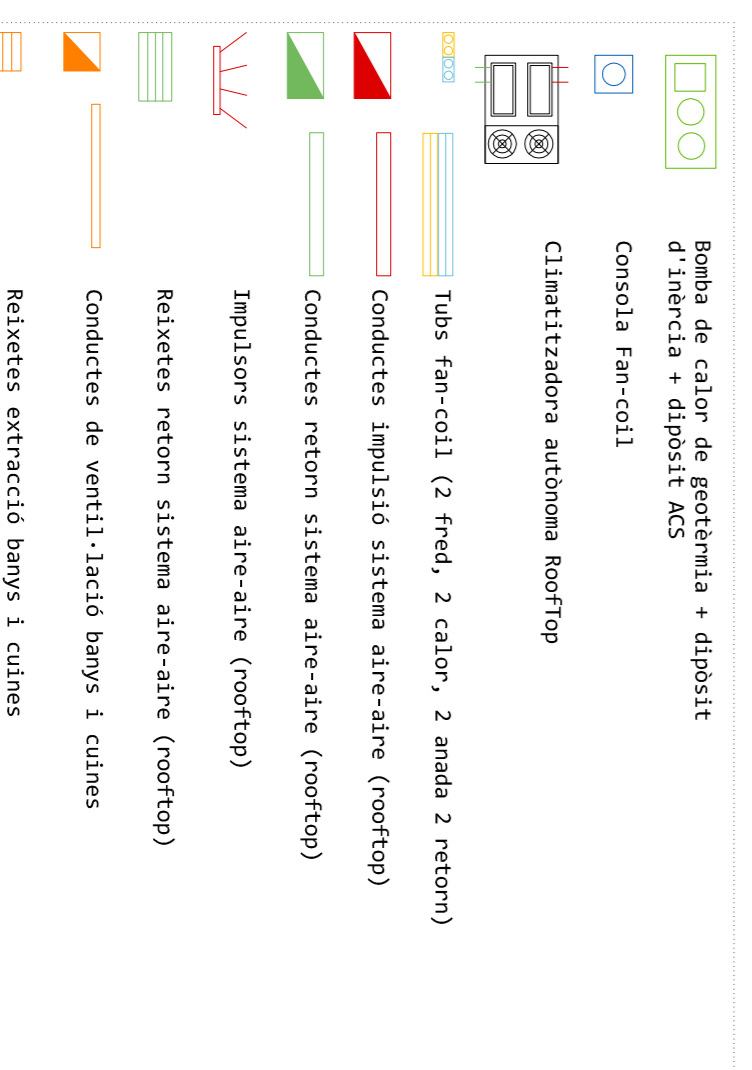 Bomba de calor de geotèrmia + dipòsit
d'inèrcia + dipòsit ACS
Consola Fan-coil
Climatitzadora autònoma RoofTop
Tubs fan-coil (2 fred, 2 calor, 2 anada 2 retorn)
Conductes impulsió sistema aire-aire (rooftop)
Conductes retorn sistema aire-aire (rooftop)
Impulsors sistema aire-aire (rooftop)
Reixetes retorn sistema aire-aire (rooftop)
Conductes de ventil·lació banys i cuines
Reixetes extracció banys i cuines